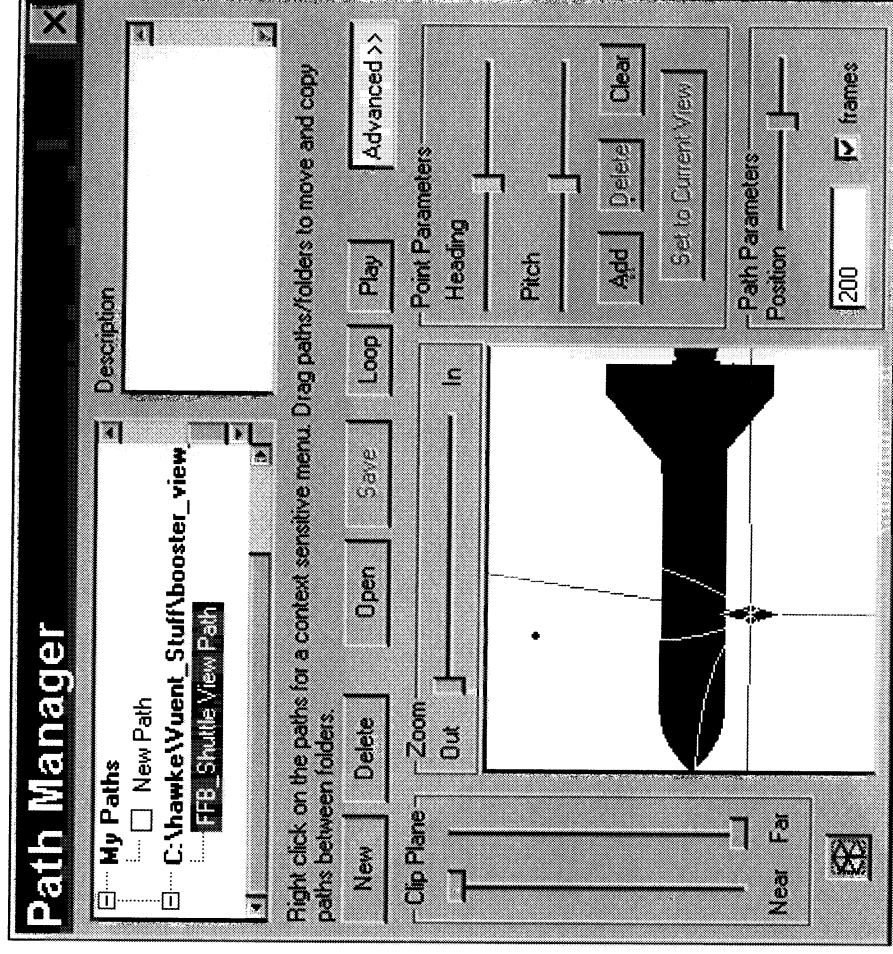 Path Manager
My Paths
New Path
C:\hawke\Vuent_Stuff\booster_view
FFB_Shuttle View Path
Description
Right click on the paths for a context sensitive menu. Drag paths/folders to move and copy
paths between folders.
New
Delete
Open
Save
Loop
Play
Advanced >>
Clip Plane
Near
Far
Zoom
Out
In
Point Parameters
Heading
Pitch
Add
Delete
Clear
Set to Current View
Path Parameters
Position
200
frames